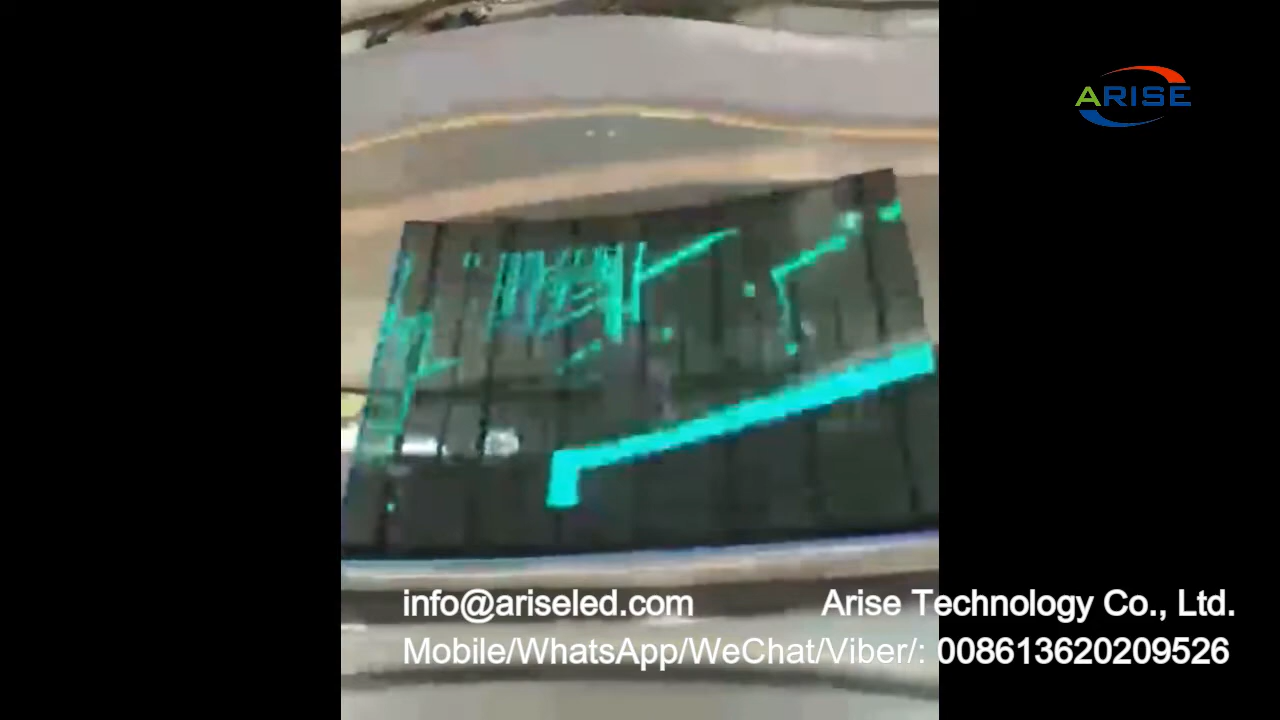 ARISE
info@ariseled.com
Arise Technology Co., Ltd.
Mobile/WhatsApp/WeChat/Viber/: 008613620209526